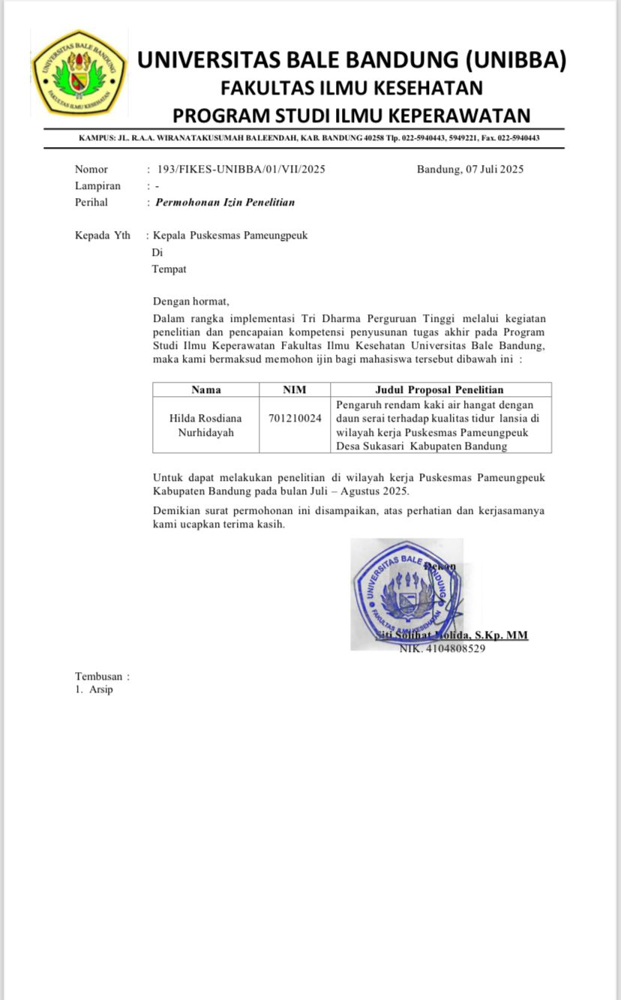 UNIVERSITAS BALE BANDUNG
FAKULTAS ILMU KESEHATAN
UNIVERSITAS BALE BANDUNG (UNIBBA)
FAKULTAS ILMU KESEHATAN
PROGRAM STUDI ILMU KEPERAWATAN
KAMPUS: JL. R.A.A. WIRANATAKUSUMAH BALEENDAH, KAB. BANDUNG 40258 Tlp. 022-5940443, 5949221, Fax. 022-5940443
Nomor : 193/FIKES-UNIBBA/01/VII/2025 Bandung, 07 Juli 2025
Lampiran : -
Perihal : Permohonan Izin Penelitian
Kepada Yth : Kepala Puskesmas Pameungpeuk
Di
Tempat
Dengan hormat,
Dalam rangka implementasi Tri Dharma Perguruan Tinggi melalui kegiatan
penelitian dan pencapaian kompetensi penyusunan tugas akhir pada Program
Studi Ilmu Keperawatan Fakultas Ilmu Kesehatan Universitas Bale Bandung,
maka kami bermaksud memohon ijin bagi mahasiswa tersebut dibawah ini :
Nama NIM Judul Proposal Penelitian
Hilda Rosdiana Nurhidayah 701210024 Pengaruh rendam kaki air hangat dengan
daun serai terhadap kualitas tidur lansia di
wilayah kerja Puskesmas Pameungpeuk
Desa Sukasari Kabupaten Bandung
Untuk dapat melakukan penelitian di wilayah kerja Puskesmas Pameungpeuk
Kabupaten Bandung pada bulan Juli – Agustus 2025.
Demikian surat permohonan ini disampaikan, atas perhatian dan kerjasamanya
kami ucapkan terima kasih.
Dekan
UNIVERSITAS BALE BANDUNG
FAKULTAS ILMU KESEHATAN
Siti Solihat Holida, S.Kp. MM
NIK. 4104808529
Tembusan :
1. Arsip